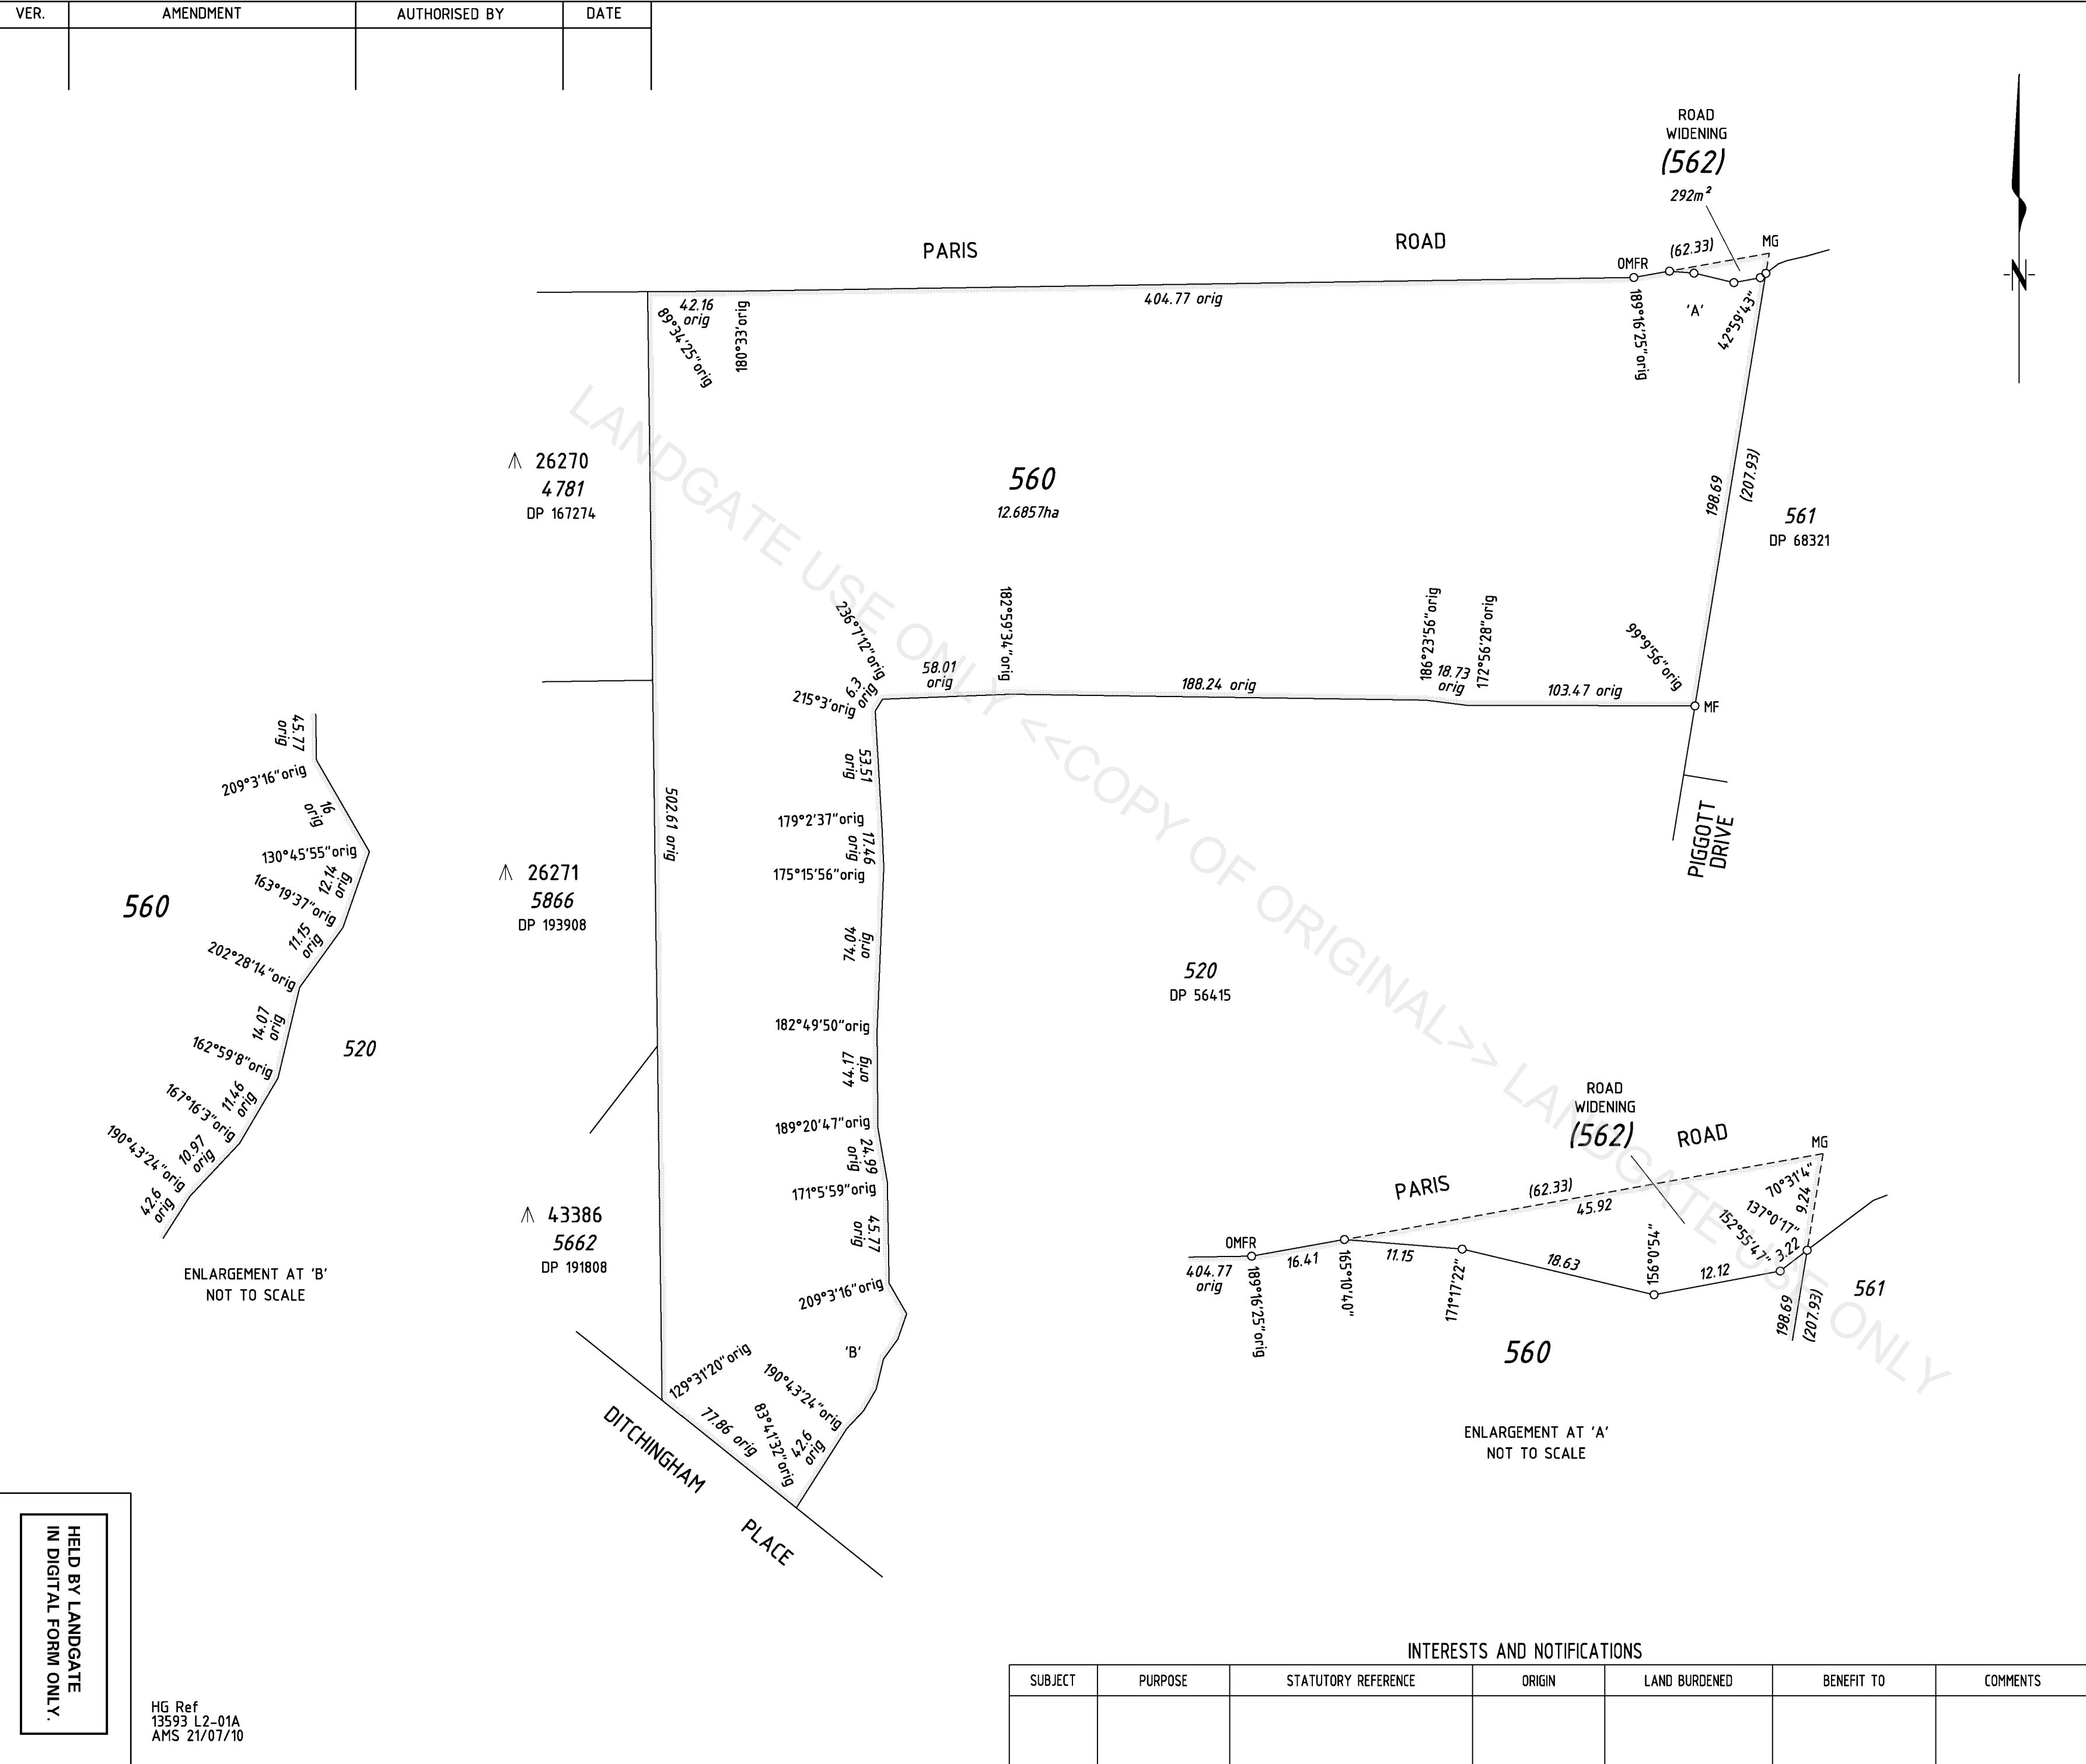 VER.
AMENDMENT
AUTHORISED BY
DATE
ROAD
WIDENING
(562)
292m²
PARIS
ROAD
OMFR
(62.33)
MG
42.16
orig
89°34'25"orig
180°33'orig
404.77 orig
189°16'25"orig
'A'
42°59'43"
N
26270
4781
DP 167274
560
12.6857ha
198.69
(207.93)
561
DP 68321
236°7'12"orig
215°3'orig
6.3
orig
58.01
orig
182°59'34"orig
188.24 orig
186°23'56"orig
18.73
orig
172°56'28"orig
103.47 orig
99°9'56"orig
MF
PIGGOTT
DRIVE
53.51
orig
179°2'37"orig
17.46
orig
175°15'56"orig
74.04
orig
182°49'50"orig
44.17
orig
189°20'47"orig
24.99
orig
171°5'59"orig
45.77
orig
209°3'16"orig
'B'
502.61 orig
26271
5866
DP 193908
43386
5662
DP 191808
520
DP 56415
129°31'20"orig
190°43'24"orig
77.86 orig
83°41'32"orig
42.6
orig
DITCHINGHAM
PLACE
45.77
orig
209°3'16"orig
16
orig
130°45'55"orig
12.14
orig
163°19'37"orig
11.15
orig
202°28'14"orig
14.07
orig
162°59'8"orig
11.46
orig
167°16'3"orig
10.97
orig
190°43'24"orig
42.6
orig
560
520
ENLARGEMENT AT 'B'
NOT TO SCALE
ROAD
WIDENING
(562)
PARIS
ROAD
MG
OMFR
404.77
orig
189°16'25"orig
16.41
165°10'40"
11.15
171°17'22"
18.63
156°0'54"
12.12
152°55'47"
3.22
137°0'17"
70°31'4"
9.24
(62.33)
45.92
198.69
(207.93)
561
560
ENLARGEMENT AT 'A'
NOT TO SCALE
LANDGATE USE ONLY <<COPY OF ORIGINAL>> LANDGATE USE ONLY
HELD BY LANDGATE
IN DIGITAL FORM ONLY.
HG Ref
13593 L2-01A
AMS 21/07/10
INTERESTS AND NOTIFICATIONS
SUBJECT
PURPOSE
STATUTORY REFERENCE
ORIGIN
LAND BURDENED
BENEFIT TO
COMMENTS